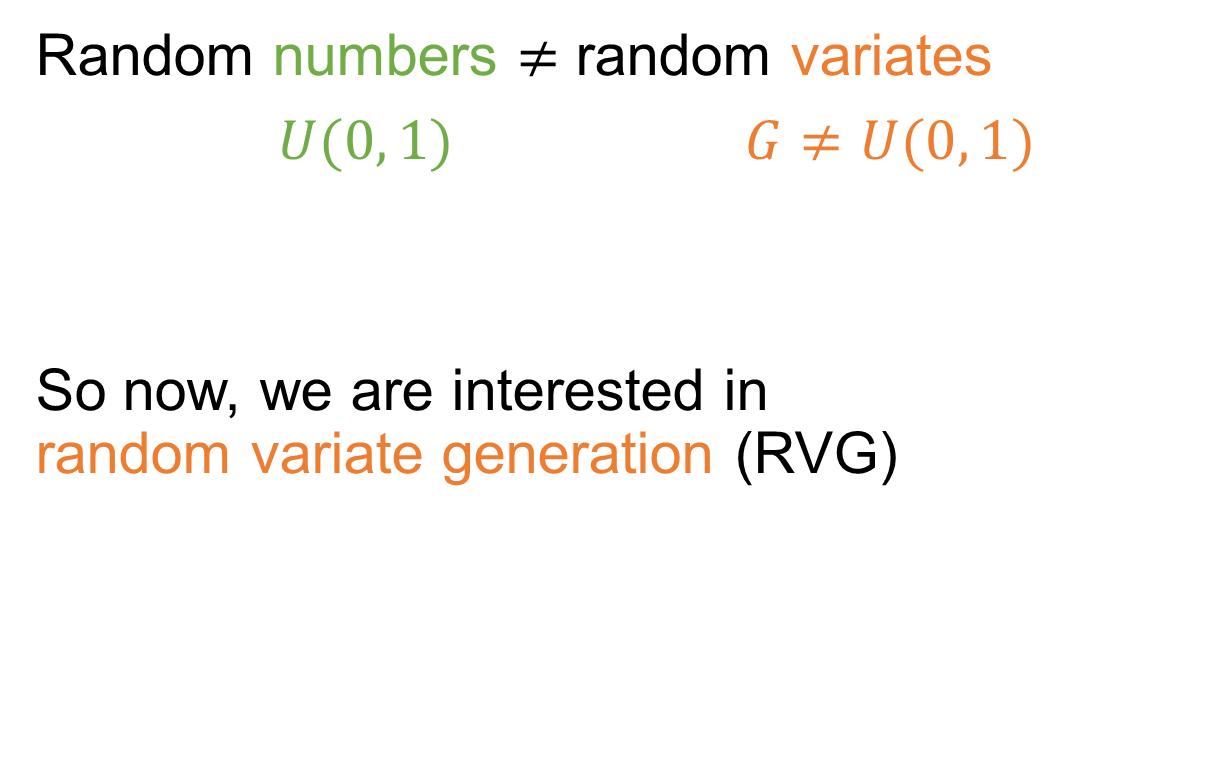 Random numbers ≠ random variates
U(0, 1) G ≠ U(0, 1)
So now, we are interested in
random variate generation (RVG)